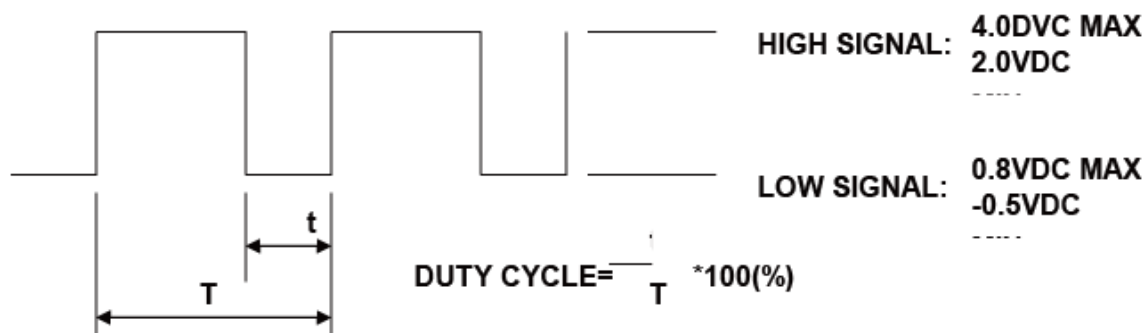 HIGH SIGNAL: 4.0DVC MAX
2.0VDC
LOW SIGNAL: 0.8VDC MAX
-0.5VDC
t
DUTY CYCLE= T *100(%)
T